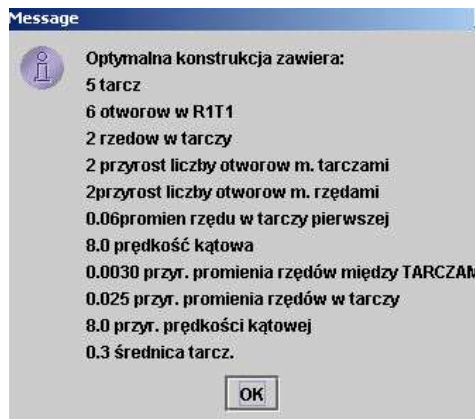 Message
Optymalna konstrukcja zawiera:
5 tarcz
6 otworow w R1T1
2 rzedow w tarczy
2 przyrost liczby otworow m. tarczami
2przyrost liczby otworow m. rzędami
0.06promien rzędu w tarczy pierwszej
8.0 prędkość kątowa
0.0030 przyr. promienia rzędów między TARCZAM
0.025 przyr. promienia rzędów w tarczy
8.0 przyr. prędkości kątowej
0.3 średnica tarcz.
OK